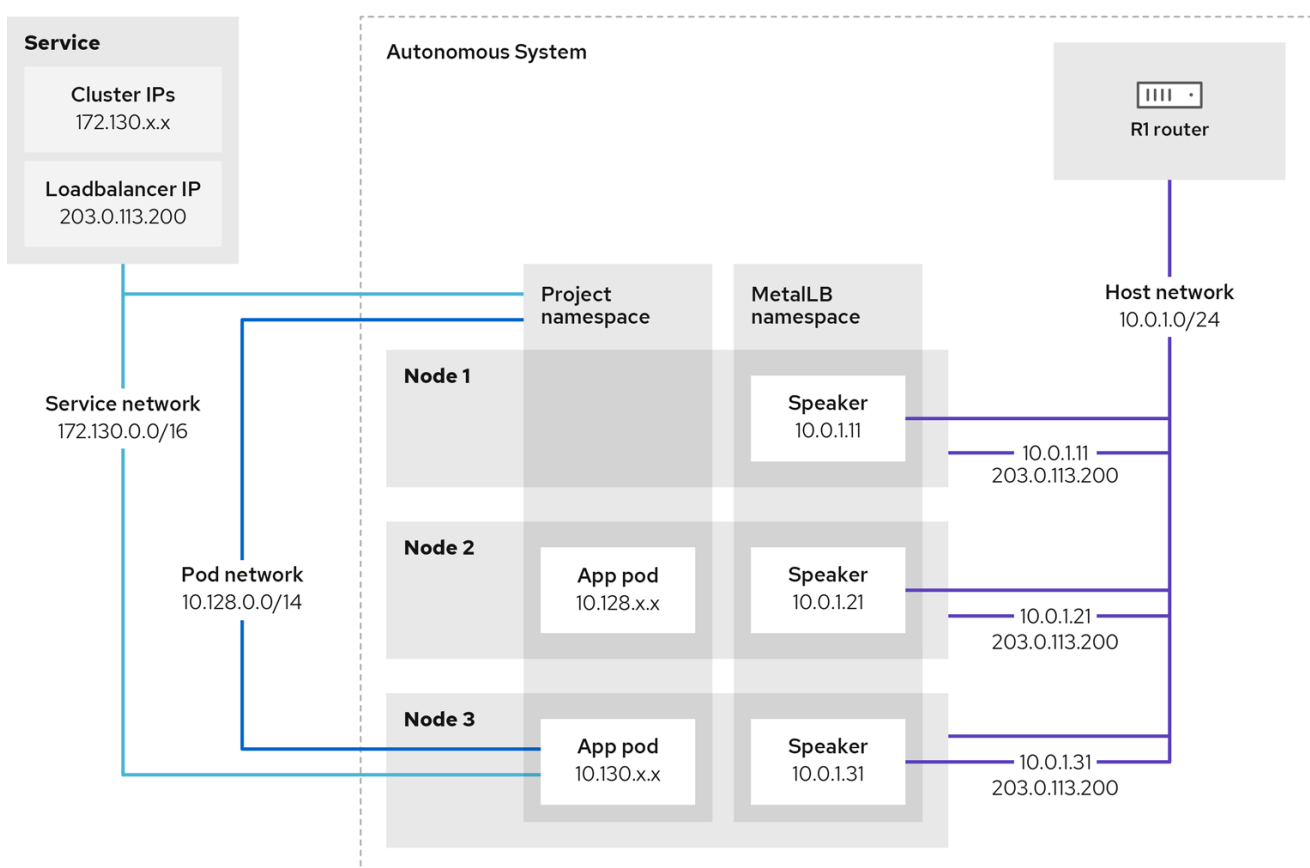 Service
Cluster IPs
172.130.x.x
Loadbalancer IP
203.0.113.200
Autonomous System
R1 router
Project
namespace
MetalLB
namespace
Host network
10.0.1.0/24
Service network
172.130.0.0/16
Pod network
10.128.0.0/14
Node 1
Speaker
10.0.1.11
10.0.1.11
203.0.113.200
Node 2
App pod
10.128.x.x
Speaker
10.0.1.21
10.0.1.21
203.0.113.200
Node 3
App pod
10.130.x.x
Speaker
10.0.1.31
10.0.1.31
203.0.113.200